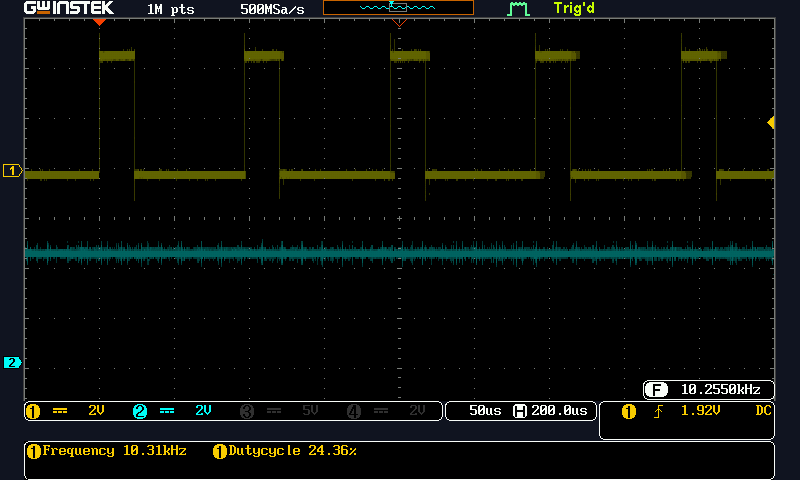 GWINSTEK 1M pts 500MSa/s Trig'd
1
2
F 10.2550kHz
1 2V 2 2V 3 5V 4 2V 50us H 200.0us 1 1.92V DC
1 Frequency 10.31kHz 1 Dutycycle 24.36%